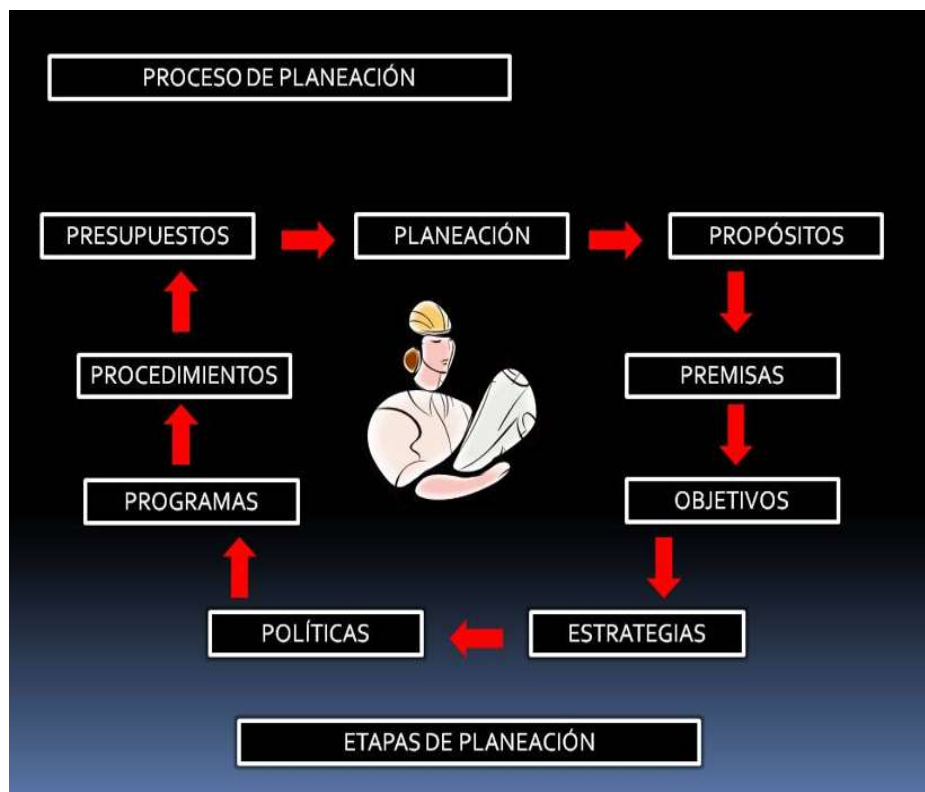 PROCESO DE PLANEACIÓN
PRESUPUESTOS
PLANEACIÓN
PROPÓSITOS
PROCEDIMIENTOS
PREMISAS
PROGRAMAS
OBJETIVOS
POLÍTICAS
ESTRATEGIAS
ETAPAS DE PLANEACIÓN